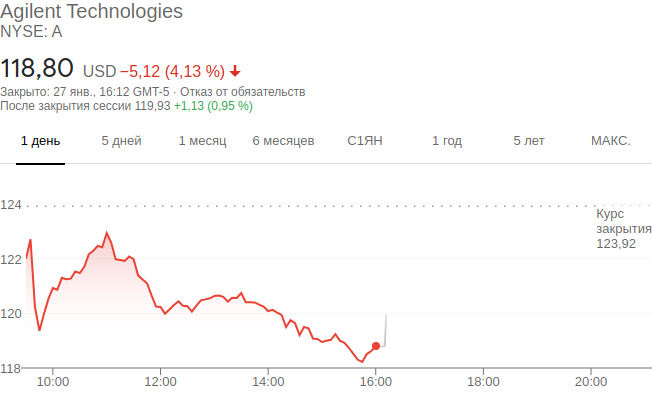 Agilent Technologies
NYSE: A
118,80 USD −5,12 (4,13 %)
Закрыто: 27 янв., 16:12 GMT-5 · Отказ от обязательств
После закрытия сессии 119,93 +1,13 (0,95 %)
1 день 5 дней 1 месяц 6 месяцев С1ЯН 1 год 5 лет МАКС.
124
Курс
закрытия
123,92
122
120
118
10:00 12:00 14:00 16:00 18:00 20:00